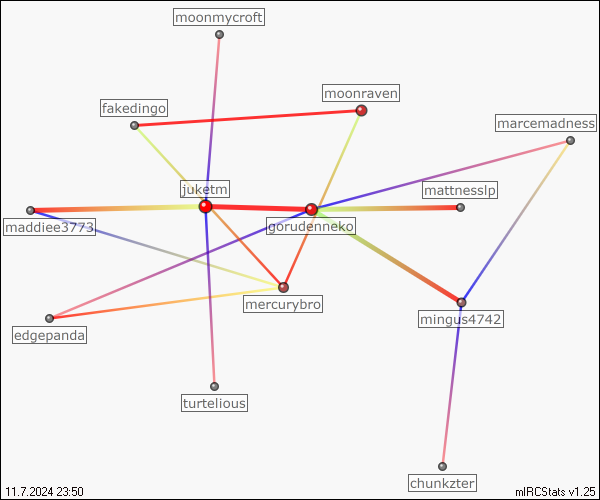 moonmycroft
moonraven
fakedingo
marcemadness
juketm
mattnesslp
maddiee3773
gorudenneko
mercurybro
mingus4742
edgepanda
turtelious
chunkzter
11.7.2024 23:50
mIRCStats v1.25